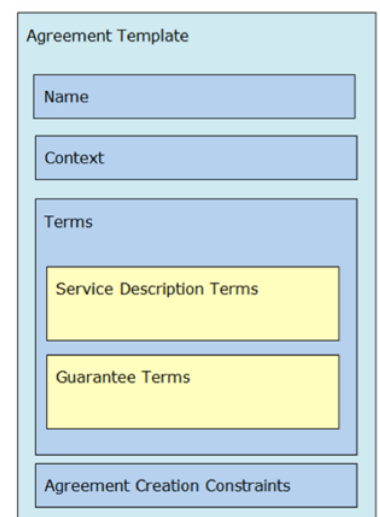 Agreement Template
Name
Context
Terms
Service Description Terms
Guarantee Terms
Agreement Creation Constraints